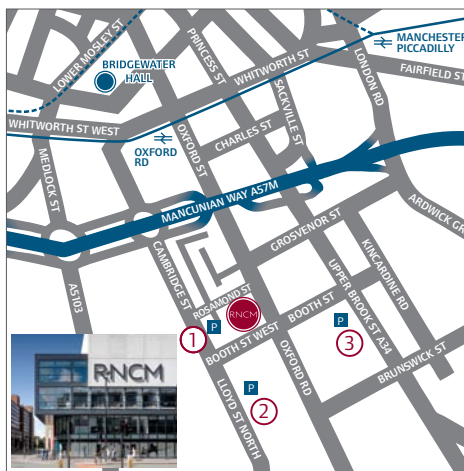 LOWER MOSLEY ST
PRINCESS ST
MANCHESTER
PICCADILLY
BRIDGEWATER
HALL
WHITWORTH ST
LONDON RD
FAIRFIELD ST
SACKVILLE ST
WHITWORTH ST WEST
OXFORD ST
CHARLES ST
OXFORD
RD
MEDLOCK ST
MANCUNIAN WAY A57M
ARDWICK GR
GROSVENOR ST
CAMBRIDGE ST
KINCARDINE RD
A5103
ROSAMOND ST
UPPER BROOK ST A34
RNCM
BOOTH ST
P
1
P
3
BOOTH ST WEST
OXFORD RD
BRUNSWICK ST
RNCM
P
2
LLOYD ST NORTH